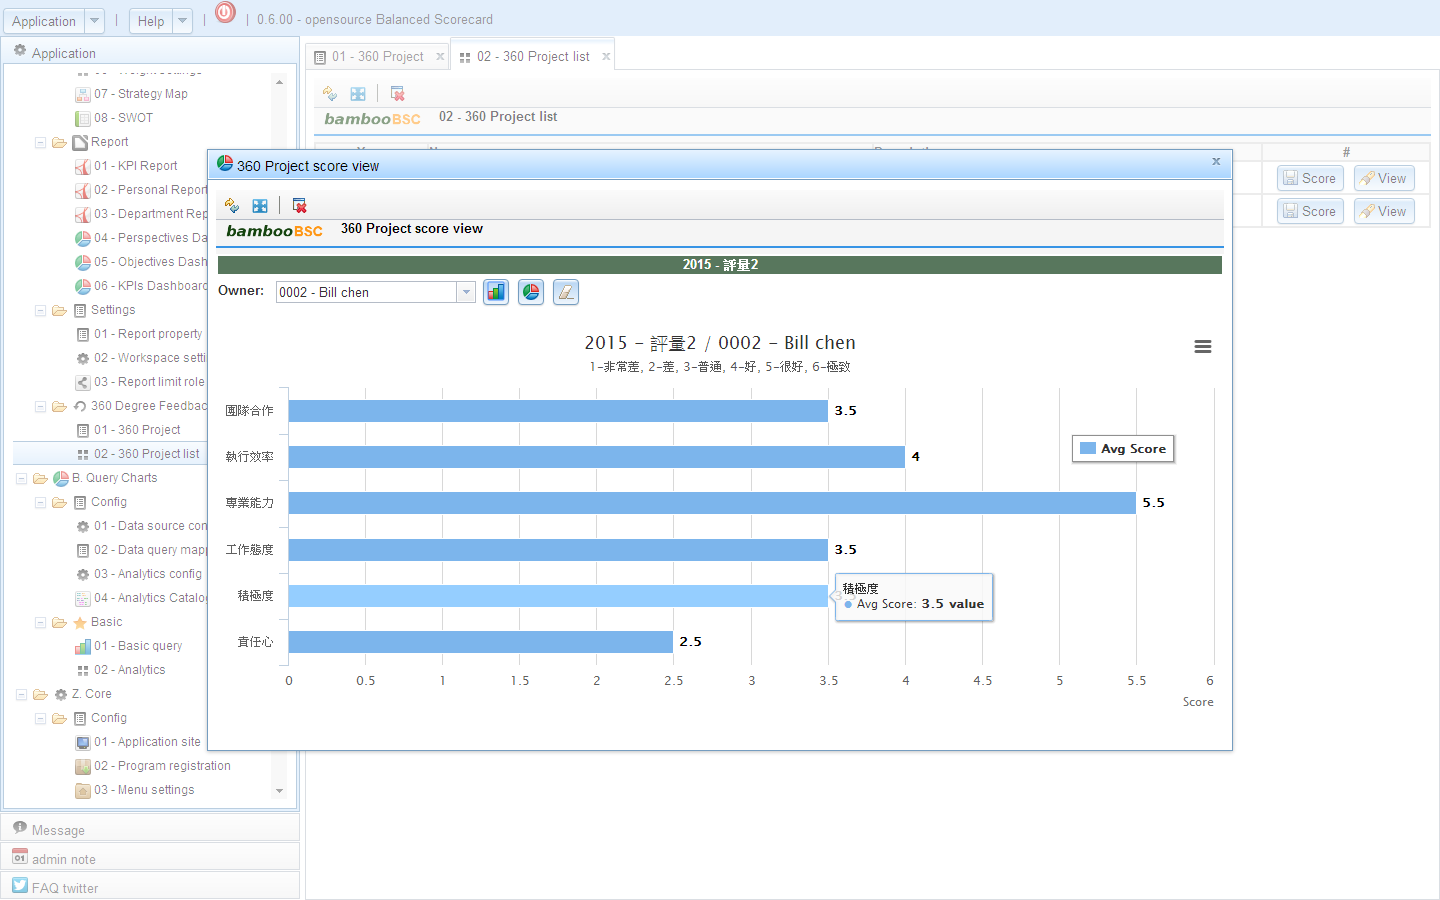 Application
Help
0.6.00 - opensource Balanced Scorecard
Application
07 - Strategy Map
08 - SWOT
Report
01 - KPI Report
02 - Personal Report
03 - Department Rep
04 - Perspectives Da
05 - Objectives Dash
06 - KPIs Dashboard
Settings
01 - Report property
02 - Workspace setti
03 - Report limit role
360 Degree Feedbac
01 - 360 Project
02 - 360 Project list
B. Query Charts
Config
01 - Data source con
02 - Data query mapp
03 - Analytics config
04 - Analytics Catalog
Basic
01 - Basic query
02 - Analytics
Z. Core
Config
01 - Application site
02 - Program registration
03 - Menu settings
Message
admin note
FAQ twitter
01 - 360 Project
02 - 360 Project list
bambooBSC 02 - 360 Project list
#
Score View
Score View
360 Project score view
bambooBSC 360 Project score view
2015 - 評量2
Owner: 0002 - Bill chen
2015 - 評量2 / 0002 - Bill chen
1-非常差, 2-差, 3-普通, 4-好, 5-很好, 6-極致
團隊合作 3.5
執行效率 4
專業能力 5.5
工作態度 3.5
積極度
責任心 2.5
Avg Score
積極度
Avg Score: 3.5 value
0 0.5 1 1.5 2 2.5 3 3.5 4 4.5 5 5.5 6
Score